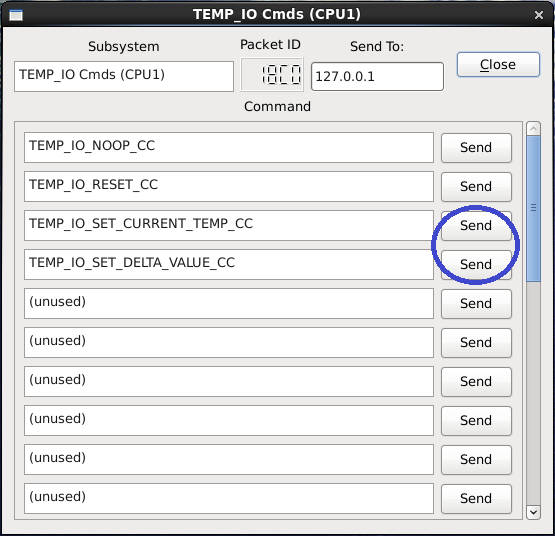 TEMP_IO Cmds (CPU1)
Subsystem
Packet ID
Send To:
TEMP_IO Cmds (CPU1)
18C0
127.0.0.1
Close
Command
TEMP_IO_NOOP_CC
Send
TEMP_IO_RESET_CC
Send
TEMP_IO_SET_CURRENT_TEMP_CC
Send
TEMP_IO_SET_DELTA_VALUE_CC
Send
(unused)
Send
(unused)
Send
(unused)
Send
(unused)
Send
(unused)
Send
(unused)
Send